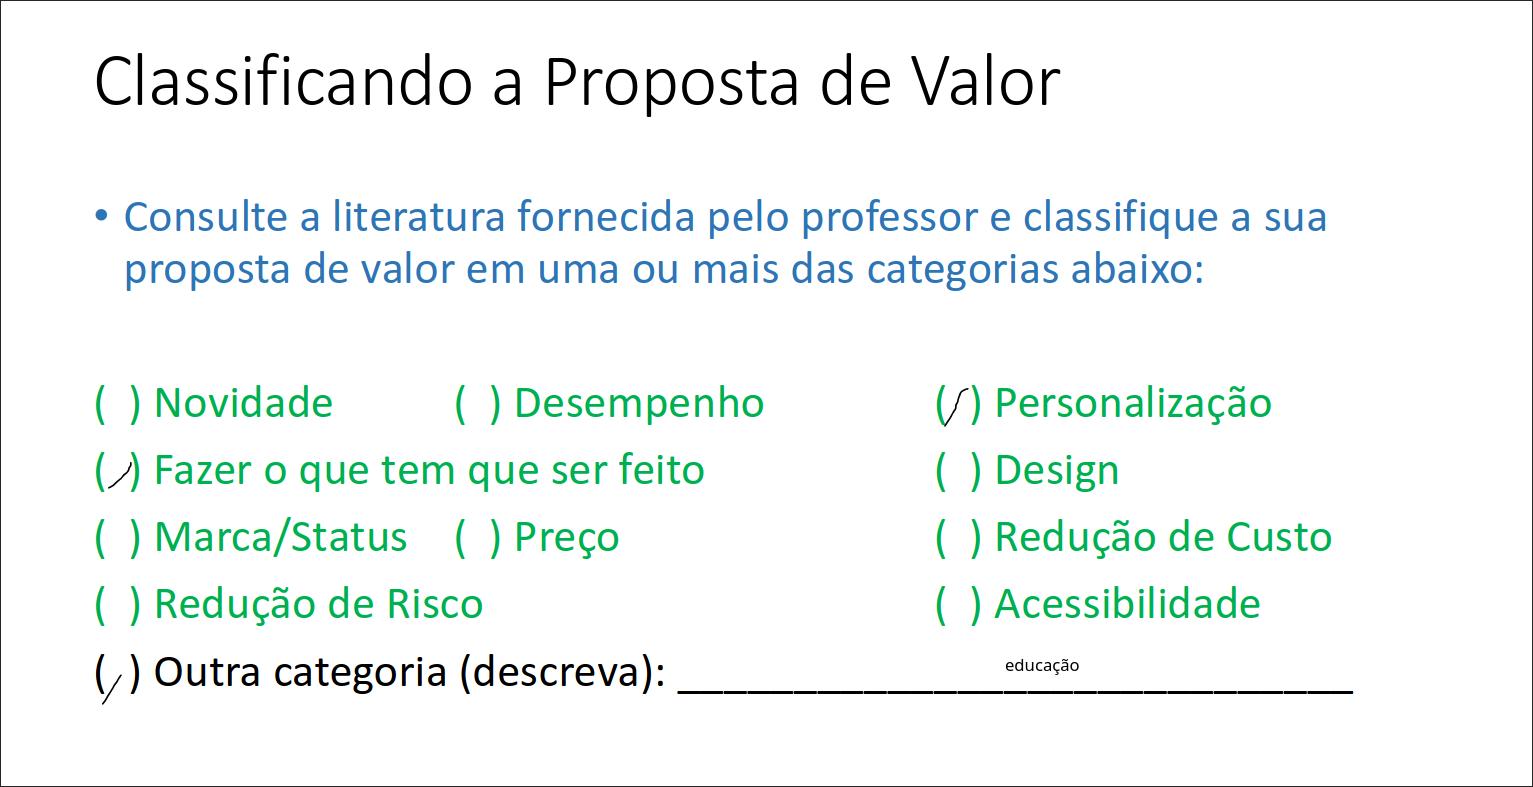 Classificando a Proposta de Valor
• Consulte a literatura fornecida pelo professor e classifique a sua
proposta de valor em uma ou mais das categorias abaixo:
( ) Novidade ( ) Desempenho (/) Personalização
(/) Fazer o que tem que ser feito ( ) Design
( ) Marca/Status ( ) Preço ( ) Redução de Custo
( ) Redução de Risco ( ) Acessibilidade
(/) Outra categoria (descreva): educação